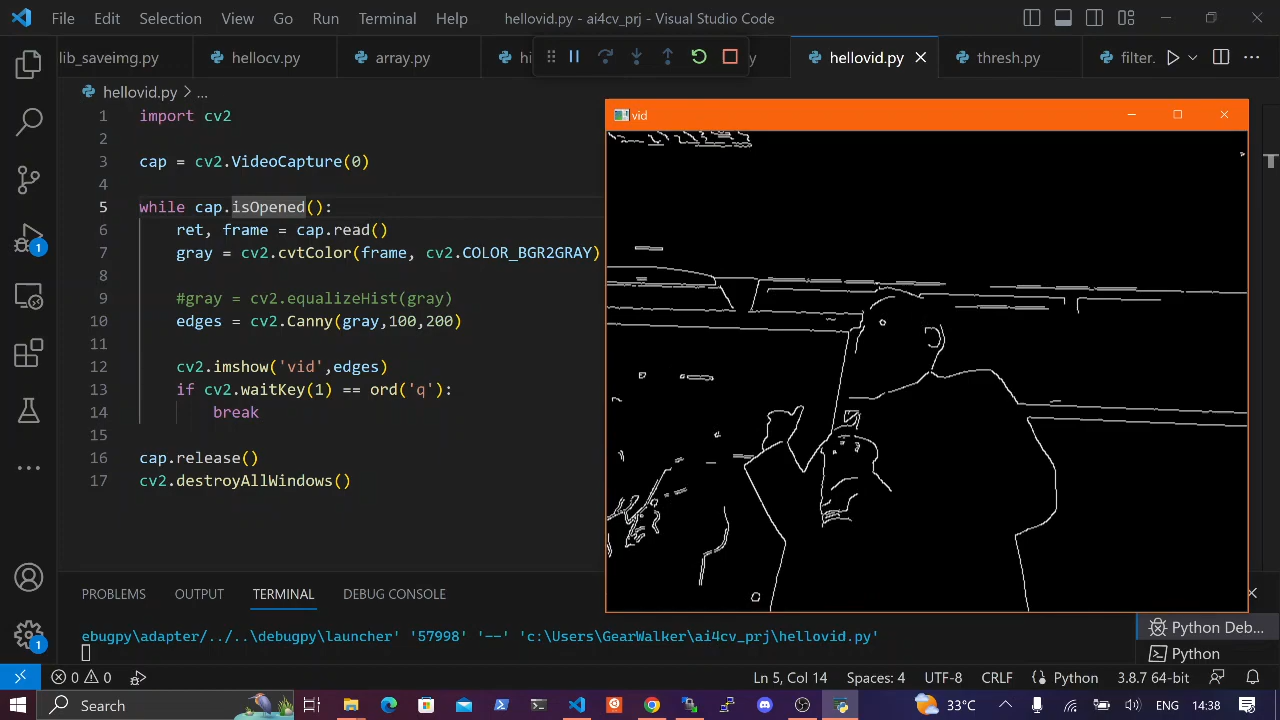 File Edit Selection View Go Run Terminal Help hellovid.py - ai4cv_prj - Visual Studio Code
lib_saveimg.py hellocv.py array.py hi y hellovid.py thresh.py filter.
hellovid.py > ...
vid
1 import cv2
2
3 cap = cv2.VideoCapture(0)
4
5 while cap.isOpened():
6 ret, frame = cap.read()
7 gray = cv2.cvtColor(frame, cv2.COLOR_BGR2GRAY)
8
9 #gray = cv2.equalizeHist(gray)
10 edges = cv2.Canny(gray,100,200)
11
12 cv2.imshow('vid',edges)
13 if cv2.waitKey(1) == ord('q'):
14 break
15
16 cap.release()
17 cv2.destroyAllWindows()
1
PROBLEMS OUTPUT TERMINAL DEBUG CONSOLE
ebugpy\adapter/../..\debugpy\launcher' '57998' '--' 'c:\Users\GearWalker\ai4cv_prj\hellovid.py'
Python Deb...
Python
1
0 0 Ln 5, Col 14 Spaces: 4 UTF-8 CRLF Python 3.8.7 64-bit
Search 33°C ENG 14:38